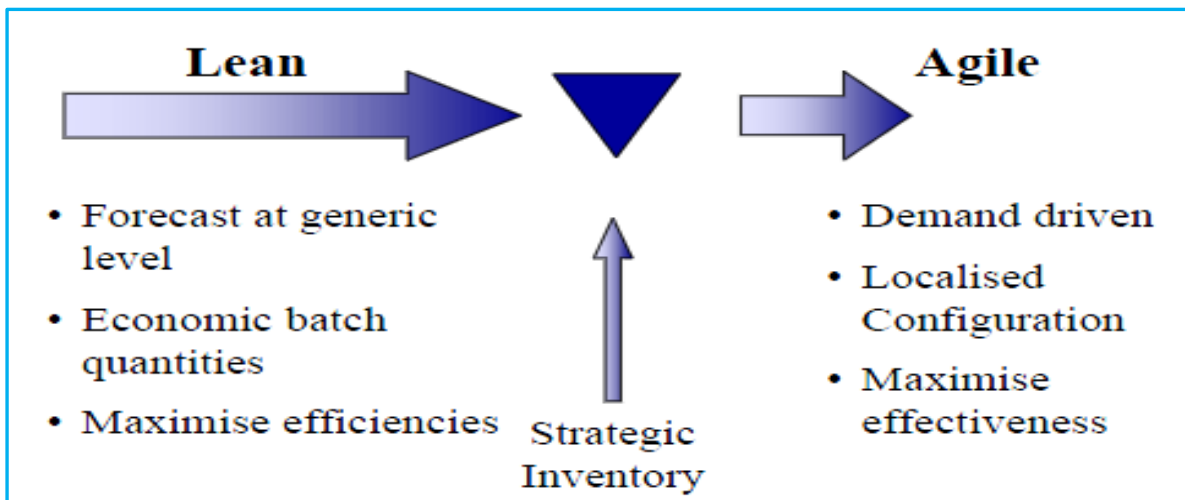 Lean
Agile
• Forecast at generic
level
• Economic batch
quantities
• Maximise efficiencies
Strategic
Inventory
• Demand driven
• Localised
Configuration
• Maximise
effectiveness